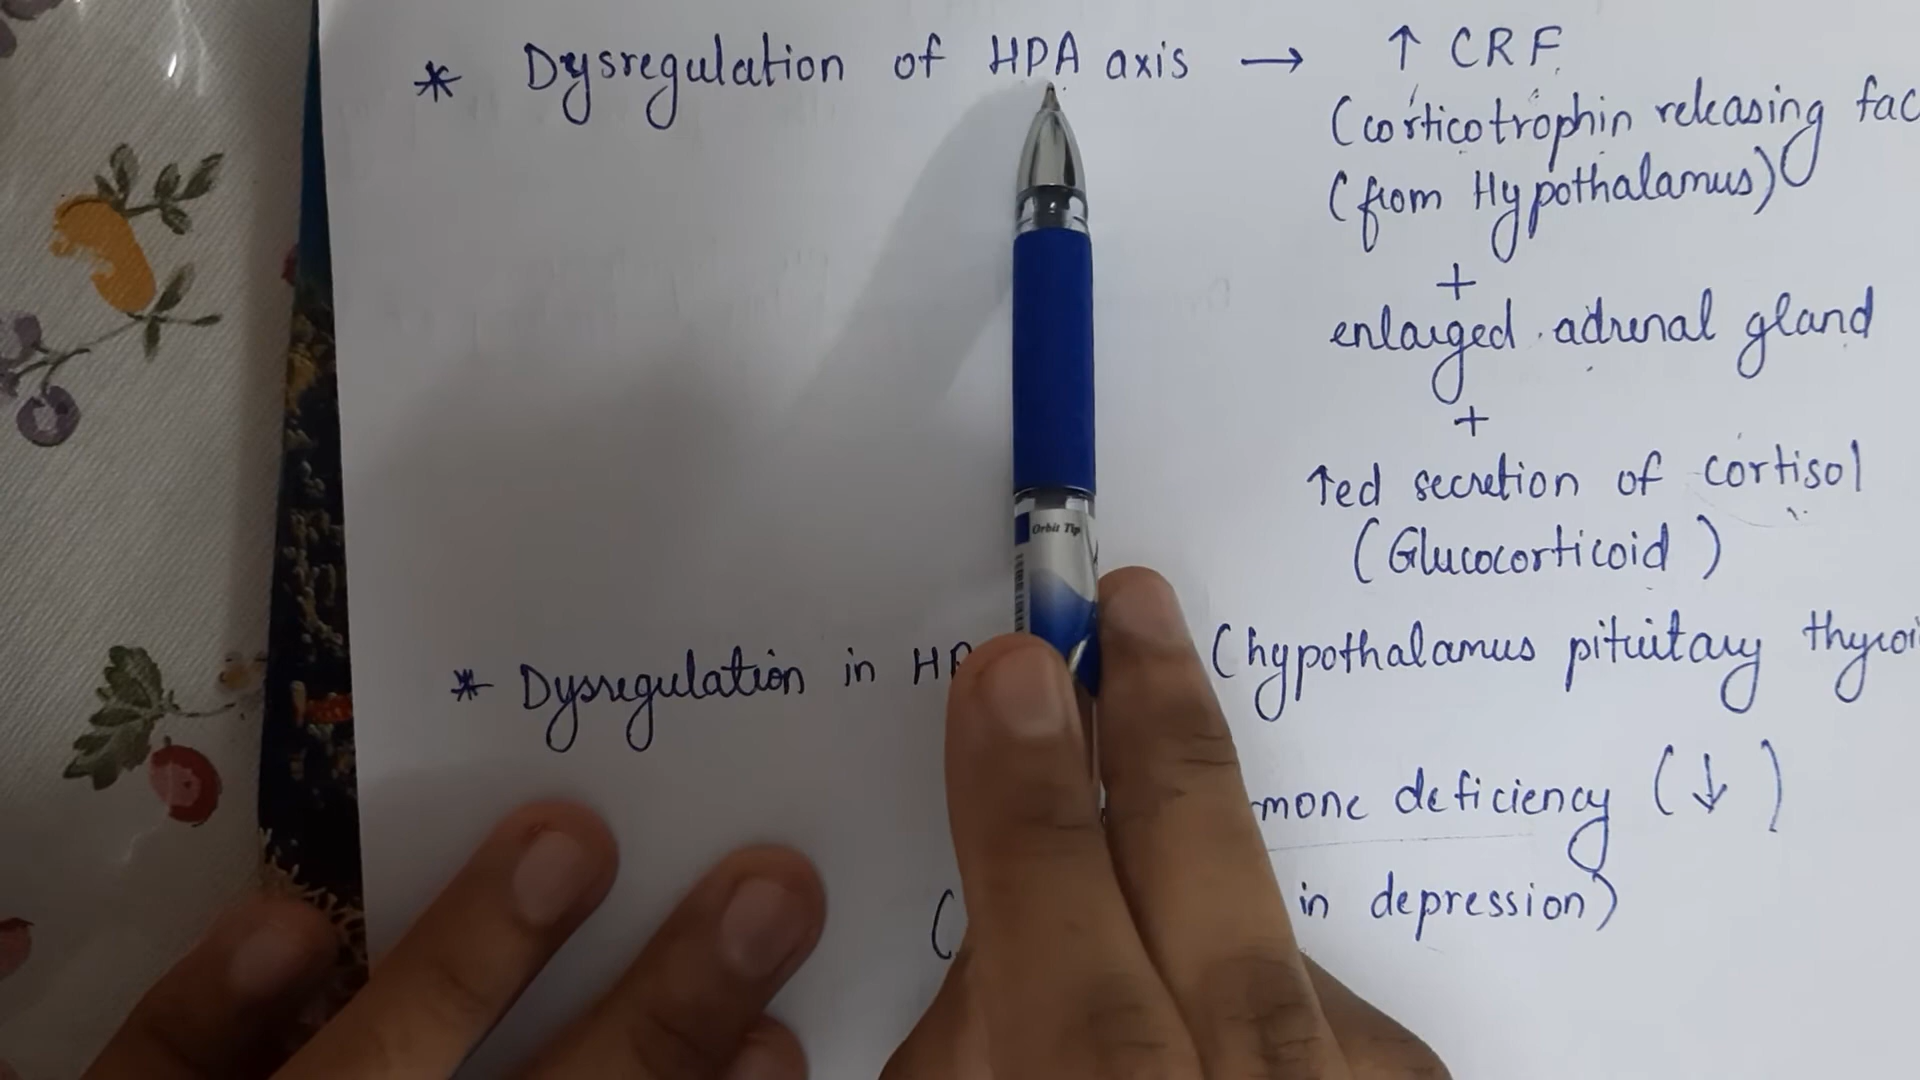 * Dysregulation of HPA axis → ↑ CRF
(corticotrophin releasing fac
(from Hypothalamus)
+
enlarged adrenal gland
+
↑ed secretion of cortisol
(Glucocorticoid)
Orbit Tip
* Dysregulation in HP (hypothalamus pituitary thyroi
mone deficiency (↓)
( in depression)